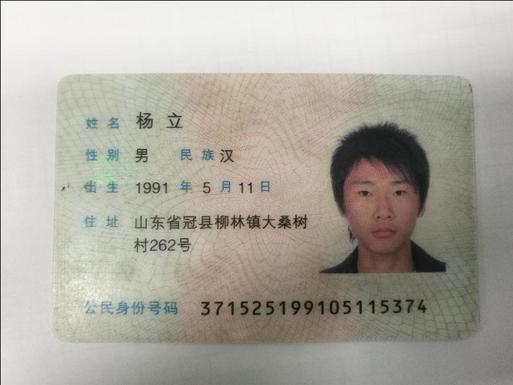 姓名 杨立
性别 男 民族 汉
出生 1991 年 5 月 11 日
住址 山东省冠县柳林镇大桑树
村262号
公民身份号码 371525199105115374